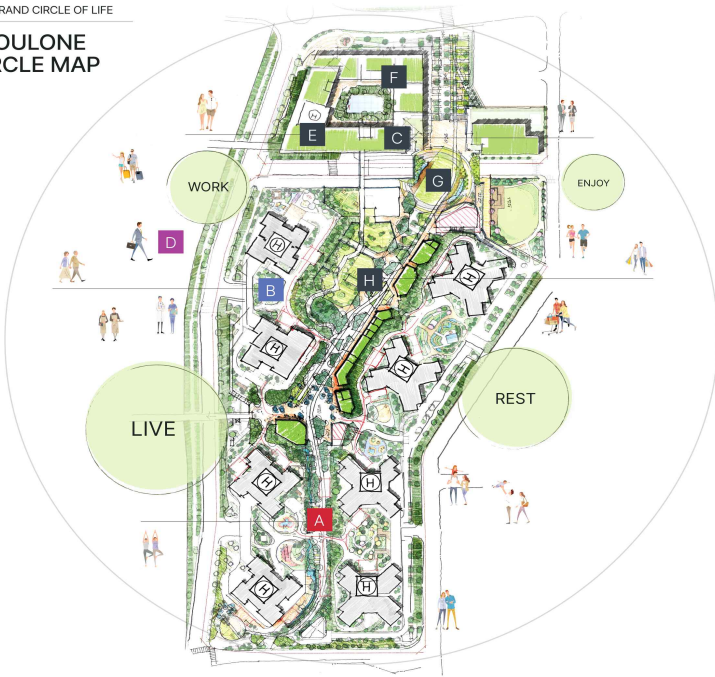 RAND CIRCLE OF LIFE
OULONE
RCLE MAP
F
H
E
C
G
WORK
ENJOY
D
H
H
B
H
H
H
H
REST
LIVE
H
H
A
H
H